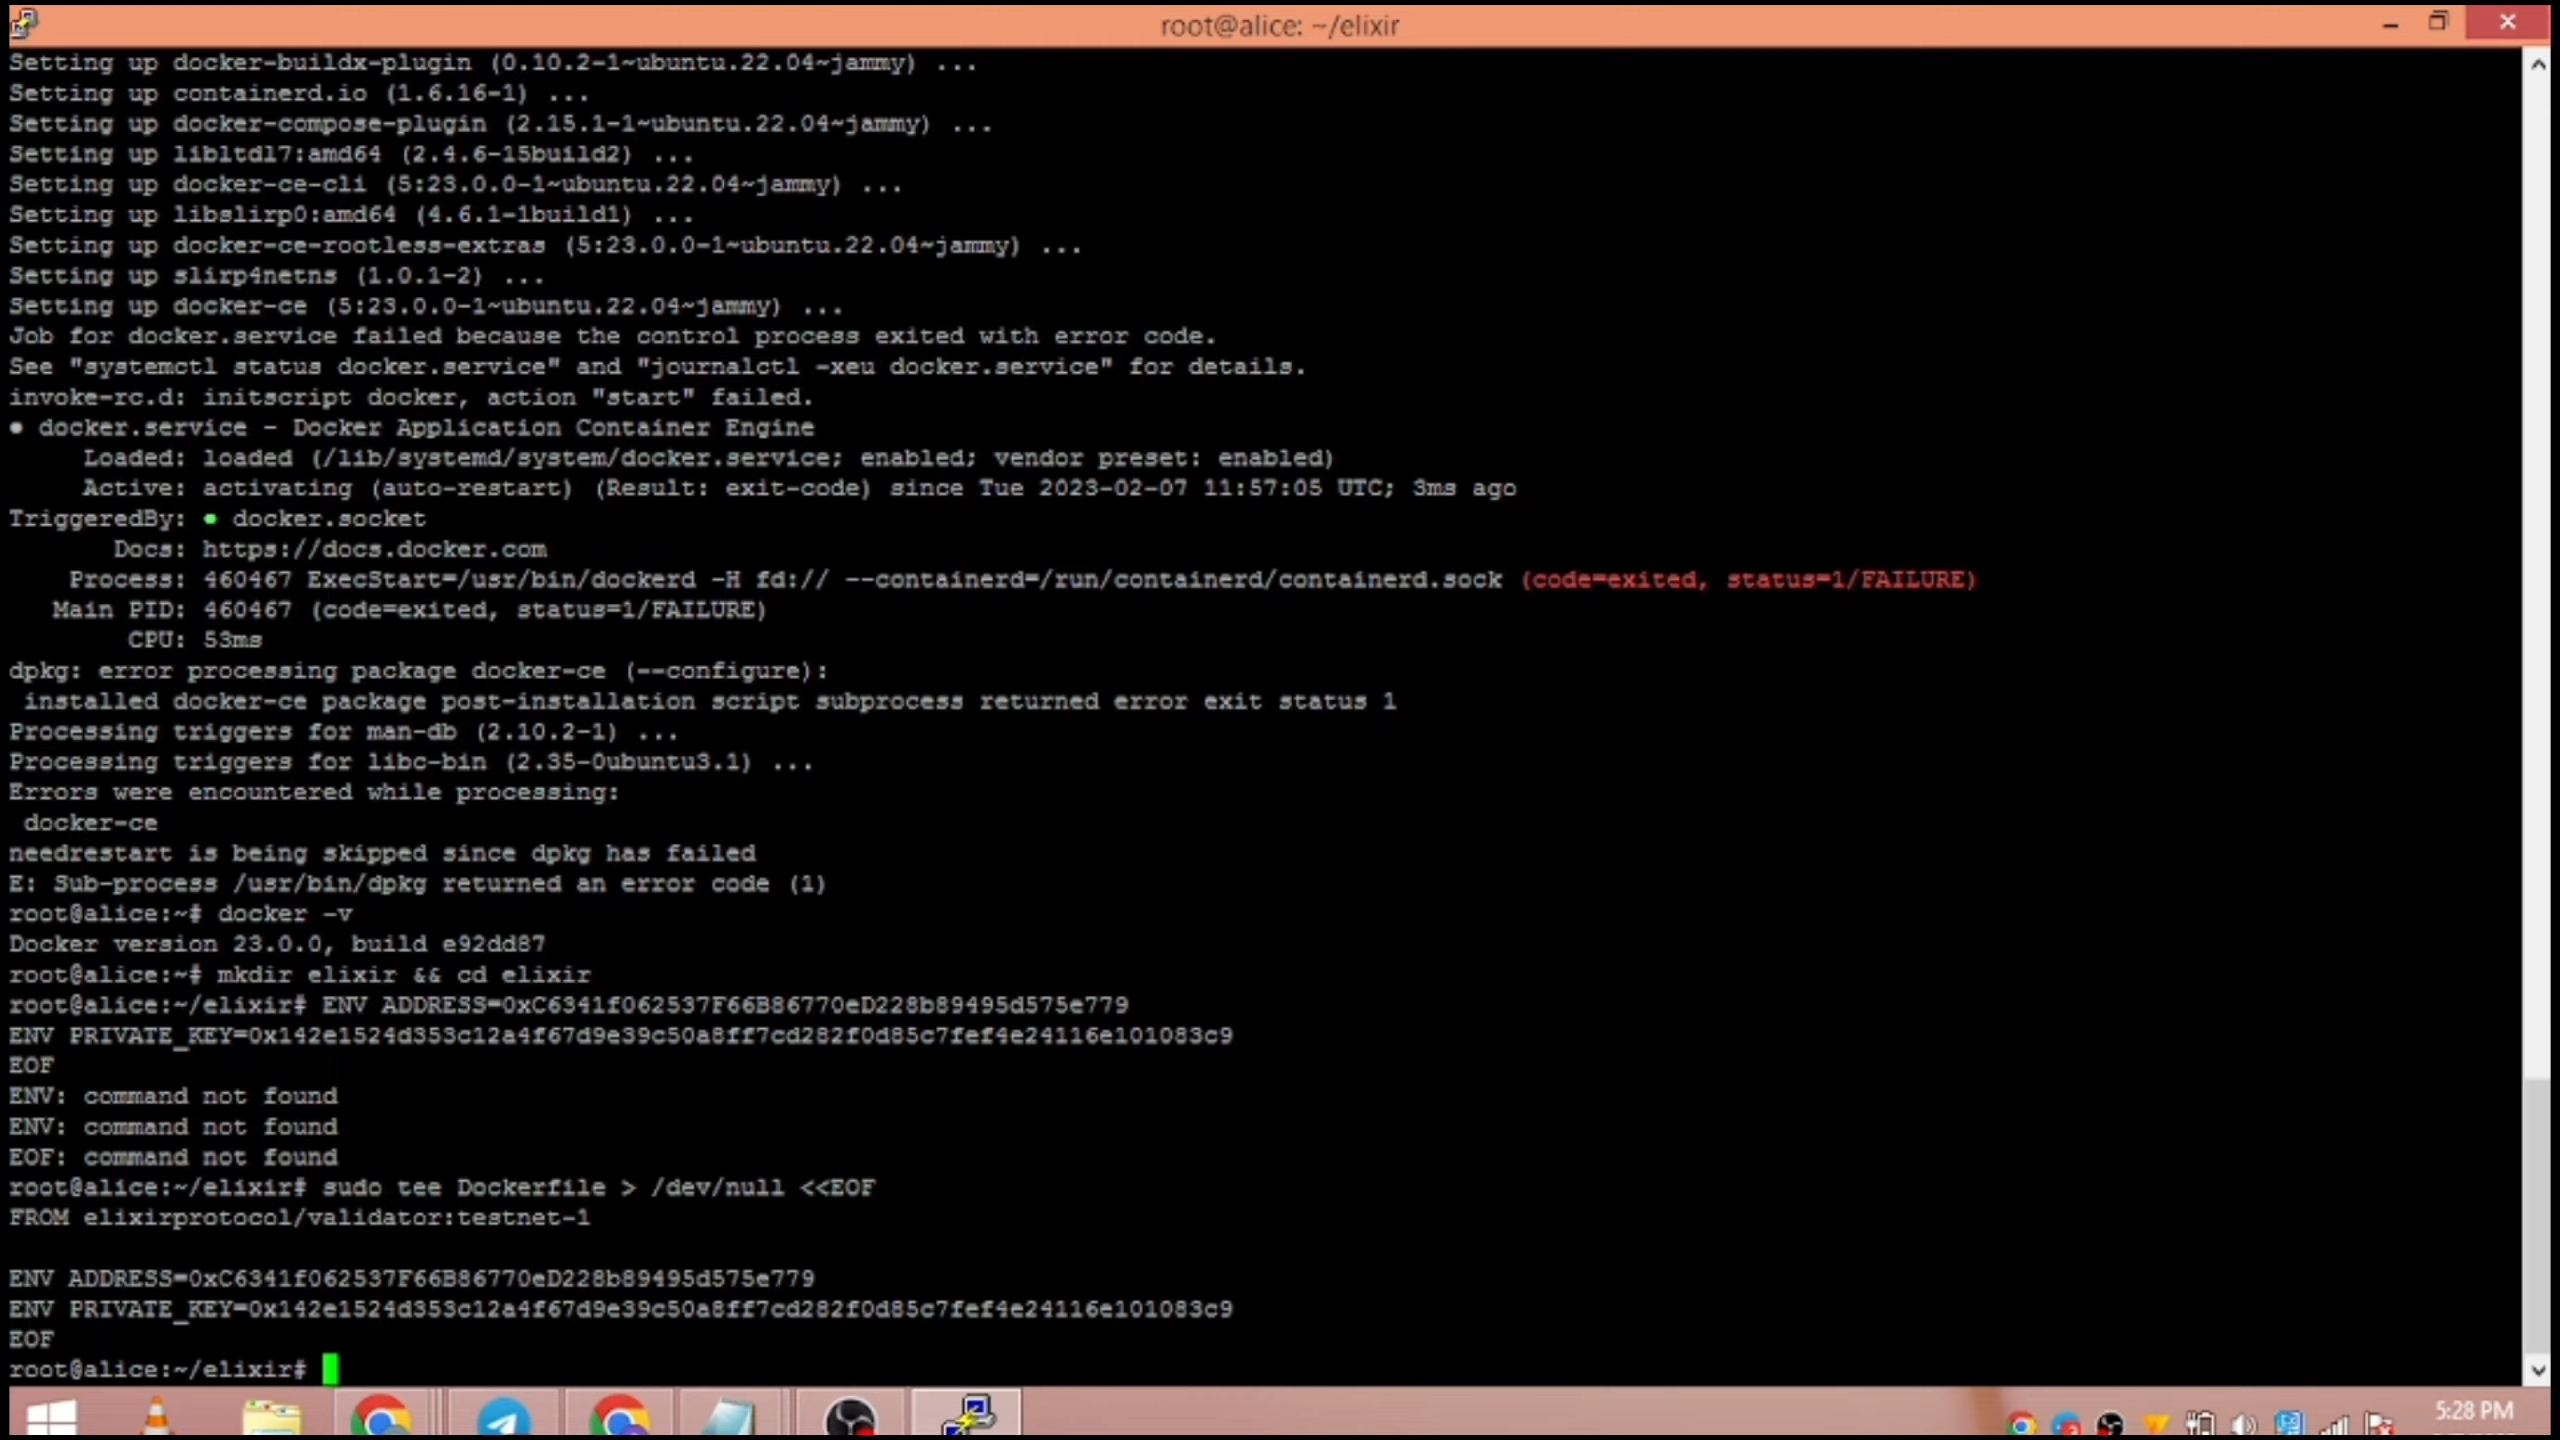 root@alice: ~/elixir
Setting up docker-buildx-plugin (0.10.2-1~ubuntu.22.04~jammy) ...
Setting up containerd.io (1.6.16-1) ...
Setting up docker-compose-plugin (2.15.1-1~ubuntu.22.04~jammy) ...
Setting up libltdl7:amd64 (2.4.6-15build2) ...
Setting up docker-ce-cli (5:23.0.0-1~ubuntu.22.04~jammy) ...
Setting up libslirp0:amd64 (4.6.1-1build1) ...
Setting up docker-ce-rootless-extras (5:23.0.0-1~ubuntu.22.04~jammy) ...
Setting up slirp4netns (1.0.1-2) ...
Setting up docker-ce (5:23.0.0-1~ubuntu.22.04~jammy) ...
Job for docker.service failed because the control process exited with error code.
See "systemctl status docker.service" and "journalctl -xeu docker.service" for details.
invoke-rc.d: initscript docker, action "start" failed.
● docker.service - Docker Application Container Engine
Loaded: loaded (/lib/systemd/system/docker.service; enabled; vendor preset: enabled)
Active: activating (auto-restart) (Result: exit-code) since Tue 2023-02-07 11:57:05 UTC; 3ms ago
TriggeredBy: ● docker.socket
Docs: https://docs.docker.com
Process: 460467 ExecStart=/usr/bin/dockerd -H fd:// --containerd=/run/containerd/containerd.sock (code=exited, status=1/FAILURE)
Main PID: 460467 (code=exited, status=1/FAILURE)
CPU: 53ms
dpkg: error processing package docker-ce (--configure):
installed docker-ce package post-installation script subprocess returned error exit status 1
Processing triggers for man-db (2.10.2-1) ...
Processing triggers for libc-bin (2.35-0ubuntu3.1) ...
Errors were encountered while processing:
docker-ce
needrestart is being skipped since dpkg has failed
E: Sub-process /usr/bin/dpkg returned an error code (1)
root@alice:~# docker -v
Docker version 23.0.0, build e92dd87
root@alice:~# mkdir elixir && cd elixir
root@alice:~/elixir# ENV ADDRESS=0xC6341f062537F66B86770eD228b89495d575e779
ENV PRIVATE_KEY=0x142e1524d353c12a4f67d9e39c50a8ff7cd282f0d85c7fef4e24116e101083c9
EOF
ENV: command not found
ENV: command not found
EOF: command not found
root@alice:~/elixir# sudo tee Dockerfile > /dev/null <<EOF
FROM elixirprotocol/validator:testnet-1
ENV ADDRESS=0xC6341f062537F66B86770eD228b89495d575e779
ENV PRIVATE_KEY=0x142e1524d353c12a4f67d9e39c50a8ff7cd282f0d85c7fef4e24116e101083c9
EOF
root@alice:~/elixir#
5:28 PM